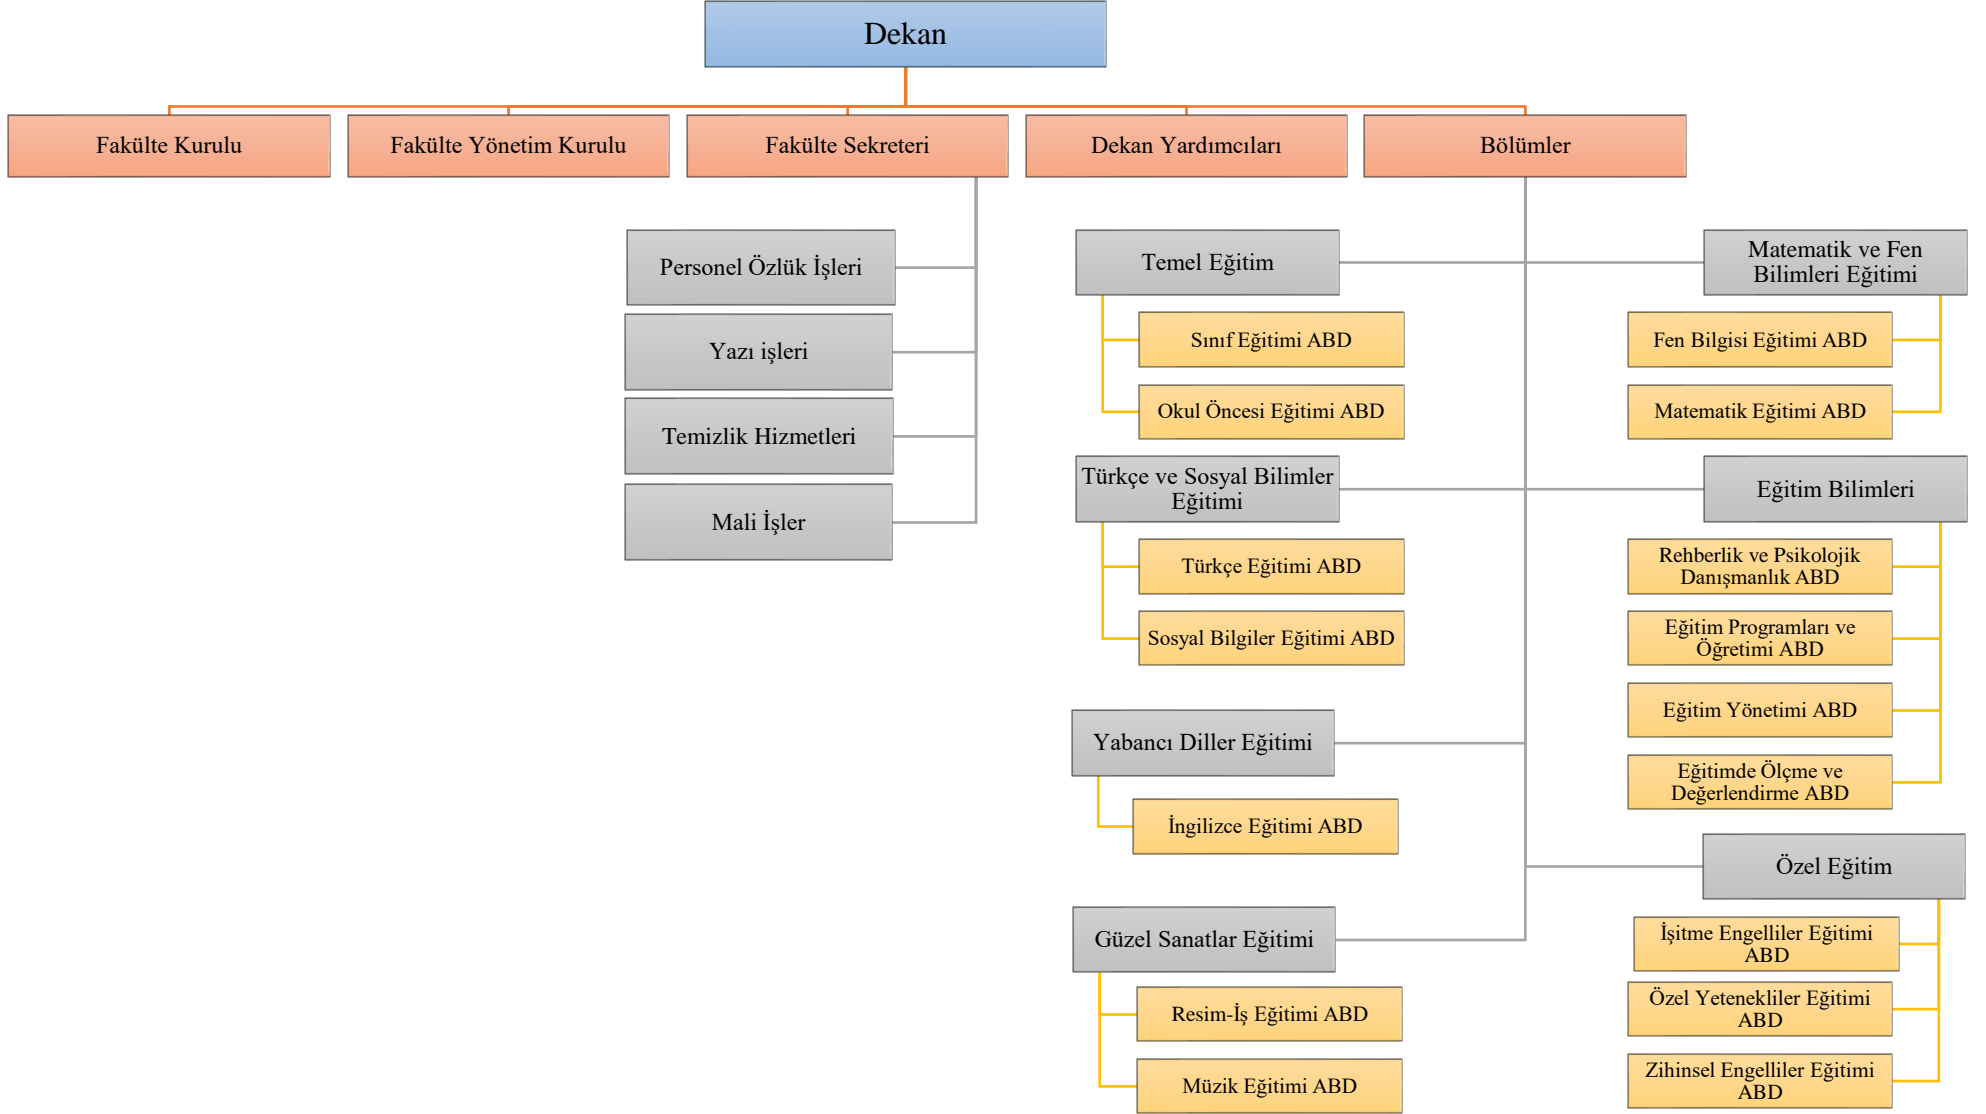 Dekan
Fakülte Kurulu
Fakülte Yönetim Kurulu
Fakülte Sekreteri
Dekan Yardımcıları
Bölümler
Personel Özlük İşleri
Yazı işleri
Temizlik Hizmetleri
Mali İşler
Temel Eğitim
Sınıf Eğitimi ABD
Okul Öncesi Eğitimi ABD
Matematik ve Fen
Bilimleri Eğitimi
Fen Bilgisi Eğitimi ABD
Matematik Eğitimi ABD
Türkçe ve Sosyal Bilimler
Eğitimi
Türkçe Eğitimi ABD
Sosyal Bilgiler Eğitimi ABD
Eğitim Bilimleri
Rehberlik ve Psikolojik
Danışmanlık ABD
Eğitim Programları ve
Öğretimi ABD
Eğitim Yönetimi ABD
Eğitimde Ölçme ve
Değerlendirme ABD
Yabancı Diller Eğitimi
İngilizce Eğitimi ABD
Özel Eğitim
İşitme Engelliler Eğitimi
ABD
Özel Yetenekliler Eğitimi
ABD
Zihinsel Engelliler Eğitimi
ABD
Güzel Sanatlar Eğitimi
Resim-İş Eğitimi ABD
Müzik Eğitimi ABD